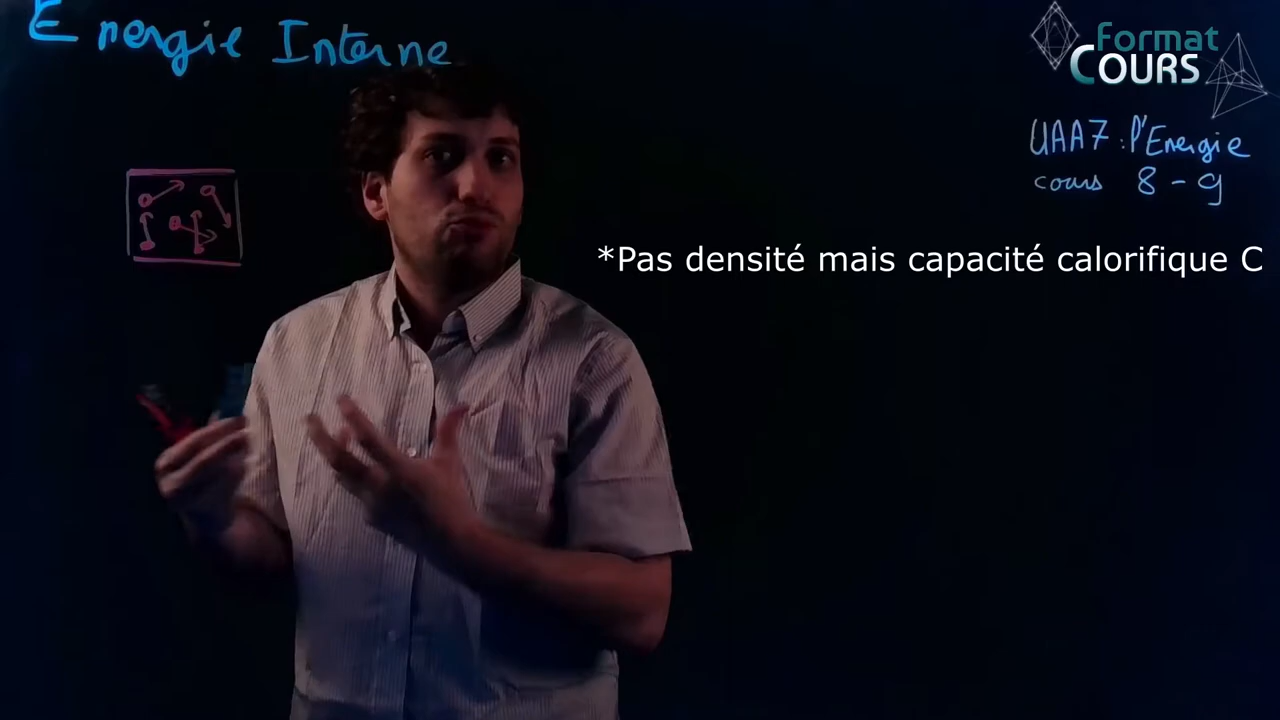 Energie Interne
Format
COURS
UAA7 : l'Energie
cours 8 - 9
*Pas densité mais capacité calorifique C